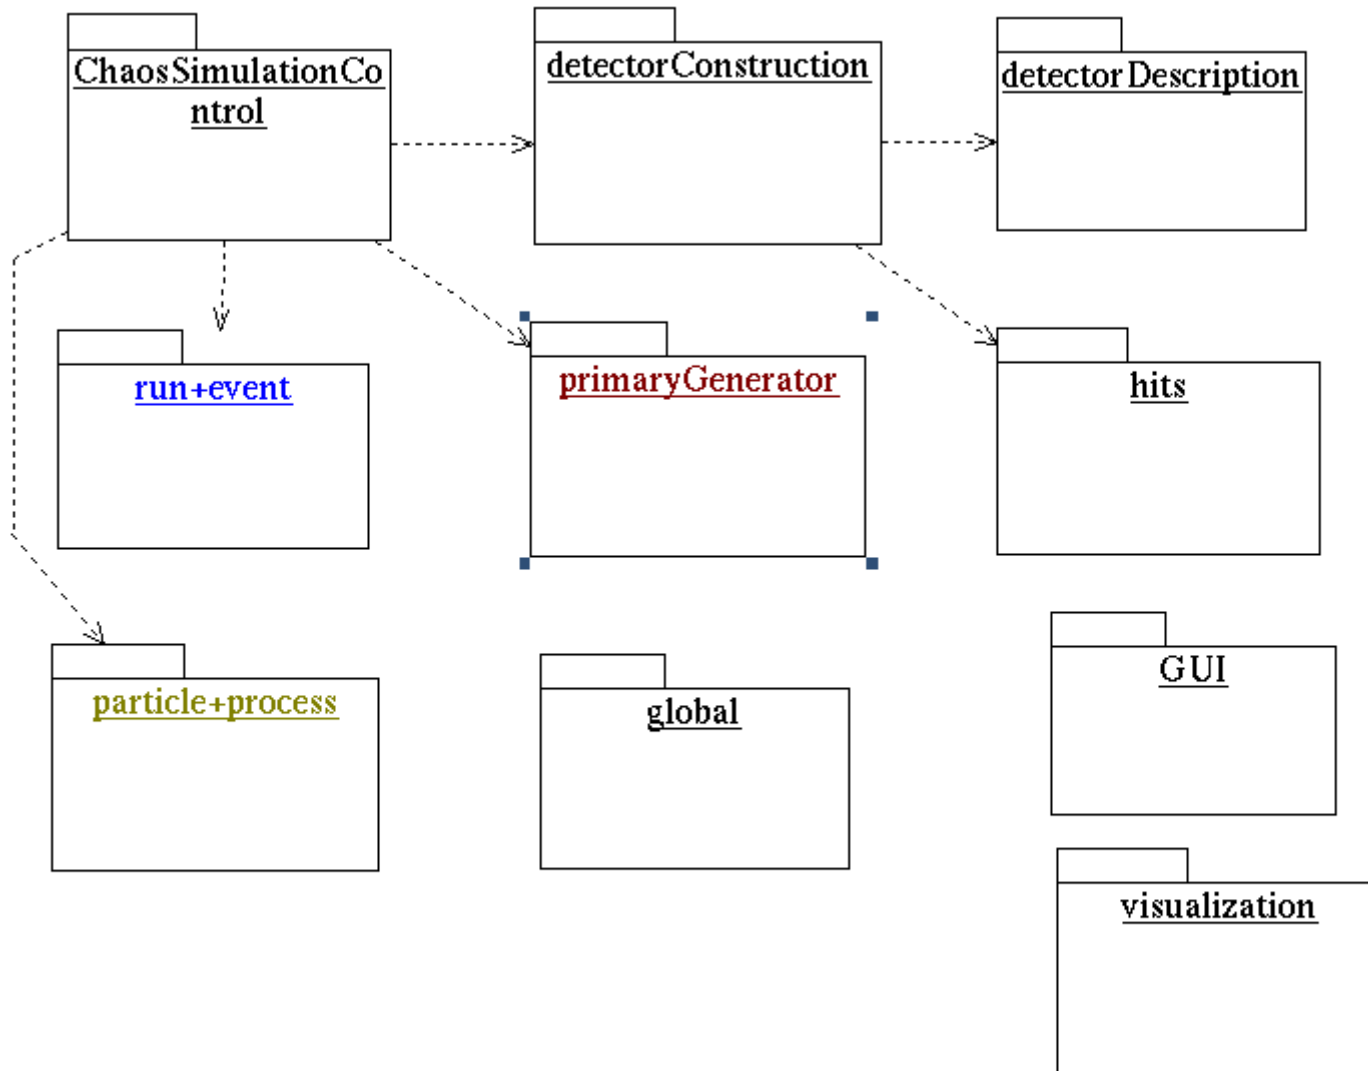 ChaosSimulationCo
ntrol
detectorConstruction
detectorDescription
run+event
primaryGenerator
hits
particle+process
global
GUI
visualization